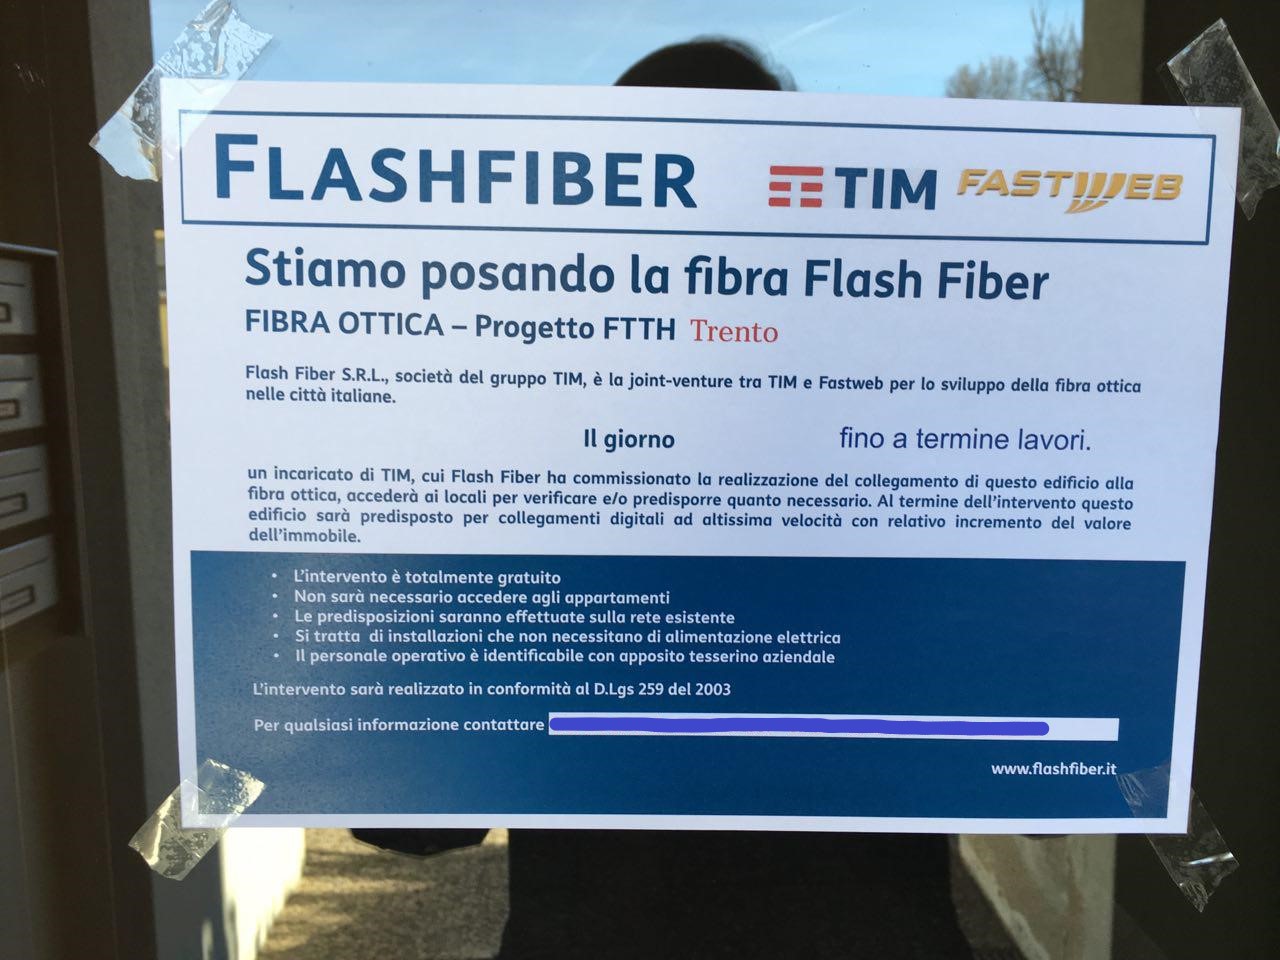 FLASHFIBER TIM FASTWEB
Stiamo posando la fibra Flash Fiber
FIBRA OTTICA – Progetto FTTH Trento
Flash Fiber S.R.L., società del gruppo TIM, è la joint-venture tra TIM e Fastweb per lo sviluppo della fibra ottica
nelle città italiane.
Il giorno fino a termine lavori.
un incaricato di TIM, cui Flash Fiber ha commissionato la realizzazione del collegamento di questo edificio alla
fibra ottica, accederà ai locali per verificare e/o predisporre quanto necessario. Al termine dell'intervento questo
edificio sarà predisposto per collegamenti digitali ad altissima velocità con relativo incremento del valore
dell'immobile.
• L'intervento è totalmente gratuito
• Non sarà necessario accedere agli appartamenti
• Le predisposizioni saranno effettuate sulla rete esistente
• Si tratta di installazioni che non necessitano di alimentazione elettrica
• Il personale operativo è identificabile con apposito tesserino aziendale
L'intervento sarà realizzato in conformità al D.Lgs 259 del 2003
Per qualsiasi informazione contattare
www.flashfiber.it